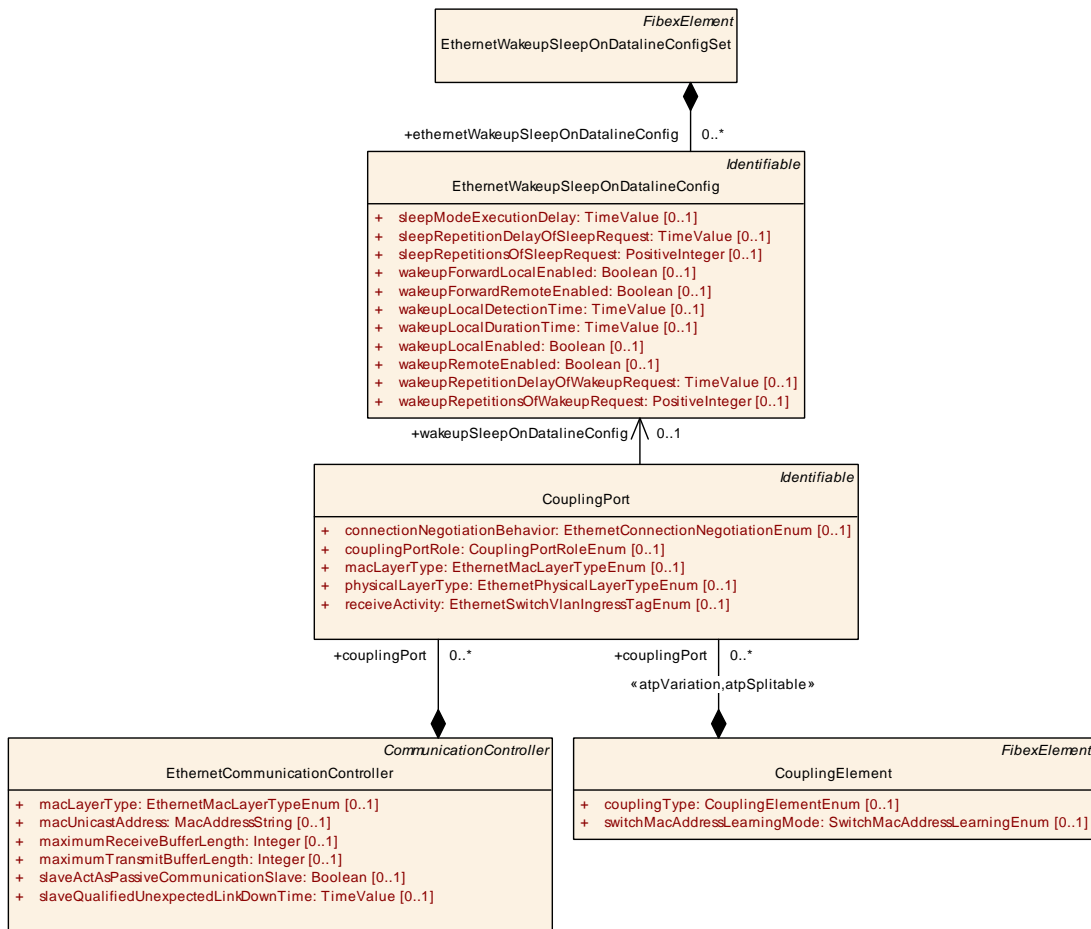 FibexElement
EthernetWakeupSleepOnDatalineConfigSet
+ethernetWakeupSleepOnDatalineConfig 0..*
Identifiable
EthernetWakeupSleepOnDatalineConfig
+ sleepModeExecutionDelay: TimeValue [0..1]
+ sleepRepetitionDelayOfSleepRequest: TimeValue [0..1]
+ sleepRepetitionsOfSleepRequest: PositiveInteger [0..1]
+ wakeupForwardLocalEnabled: Boolean [0..1]
+ wakeupForwardRemoteEnabled: Boolean [0..1]
+ wakeupLocalDetectionTime: TimeValue [0..1]
+ wakeupLocalDurationTime: TimeValue [0..1]
+ wakeupLocalEnabled: Boolean [0..1]
+ wakeupRemoteEnabled: Boolean [0..1]
+ wakeupRepetitionDelayOfWakeupRequest: TimeValue [0..1]
+ wakeupRepetitionsOfWakeupRequest: PositiveInteger [0..1]
+wakeupSleepOnDatalineConfig 0..1
Identifiable
CouplingPort
+ connectionNegotiationBehavior: EthernetConnectionNegotiationEnum [0..1]
+ couplingPortRole: CouplingPortRoleEnum [0..1]
+ macLayerType: EthernetMacLayerTypeEnum [0..1]
+ physicalLayerType: EthernetPhysicalLayerTypeEnum [0..1]
+ receiveActivity: EthernetSwitchVlanIngressTagEnum [0..1]
+couplingPort 0..*
+couplingPort 0..*
«atpVariation,atpSplitable»
CommunicationController
EthernetCommunicationController
+ macLayerType: EthernetMacLayerTypeEnum [0..1]
+ macUnicastAddress: MacAddressString [0..1]
+ maximumReceiveBufferLength: Integer [0..1]
+ maximumTransmitBufferLength: Integer [0..1]
+ slaveActAsPassiveCommunicationSlave: Boolean [0..1]
+ slaveQualifiedUnexpectedLinkDownTime: TimeValue [0..1]
FibexElement
CouplingElement
+ couplingType: CouplingElementEnum [0..1]
+ switchMacAddressLearningMode: SwitchMacAddressLearningEnum [0..1]